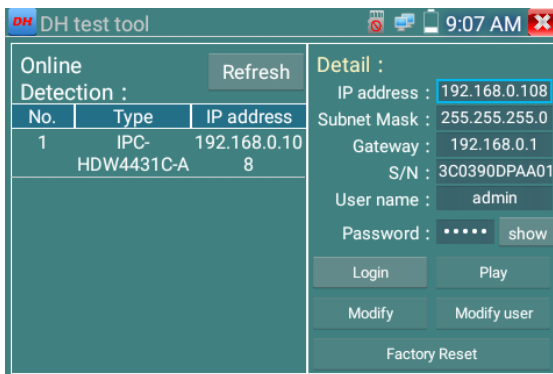 DH DH test tool 9:07 AM
Online
Detection :
Refresh
No. Type IP address
1 IPC-HDW4431C-A 192.168.0.108
Detail :
IP address : 192.168.0.108
Subnet Mask : 255.255.255.0
Gateway : 192.168.0.1
S/N : 3C0390DPAA01
User name : admin
Password : ••••• show
Login Play
Modify Modify user
Factory Reset